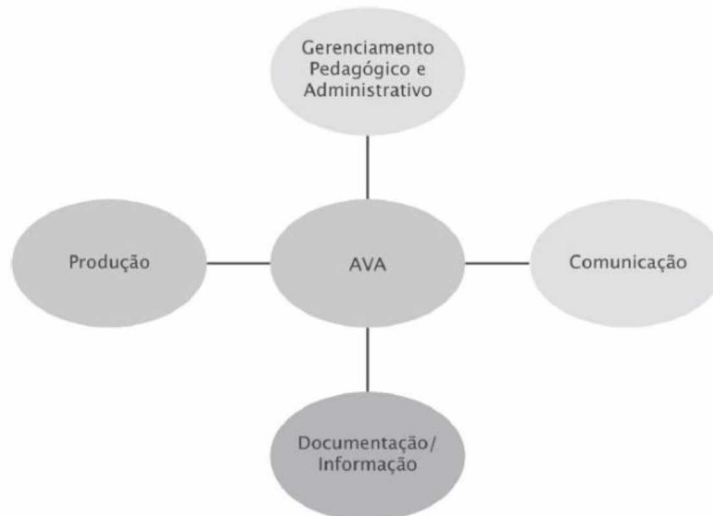 Gerenciamento
Pedagógico e
Administrativo
Produção
AVA
Comunicação
Documentação/
Informação